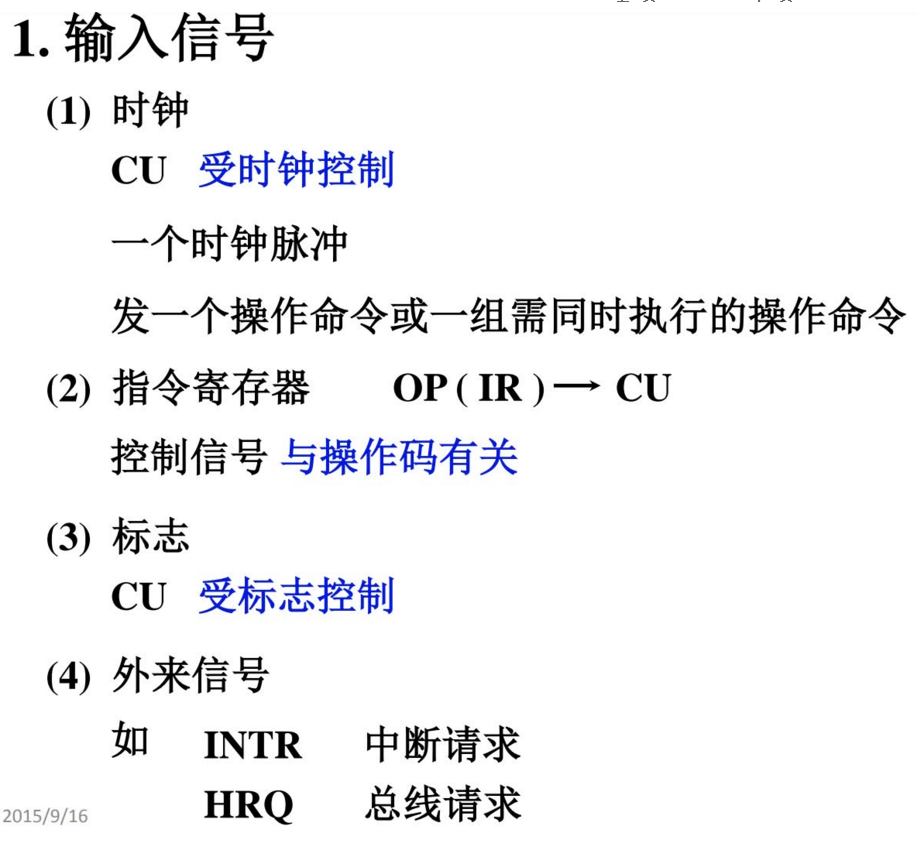 1. 输入信号
(1) 时钟
CU 受时钟控制
一个时钟脉冲
发一个操作命令或一组需同时执行的操作命令
(2) 指令寄存器 OP ( IR ) → CU
控制信号 与操作码有关
(3) 标志
CU 受标志控制
(4) 外来信号
如 INTR 中断请求
HRQ 总线请求
2015/9/16